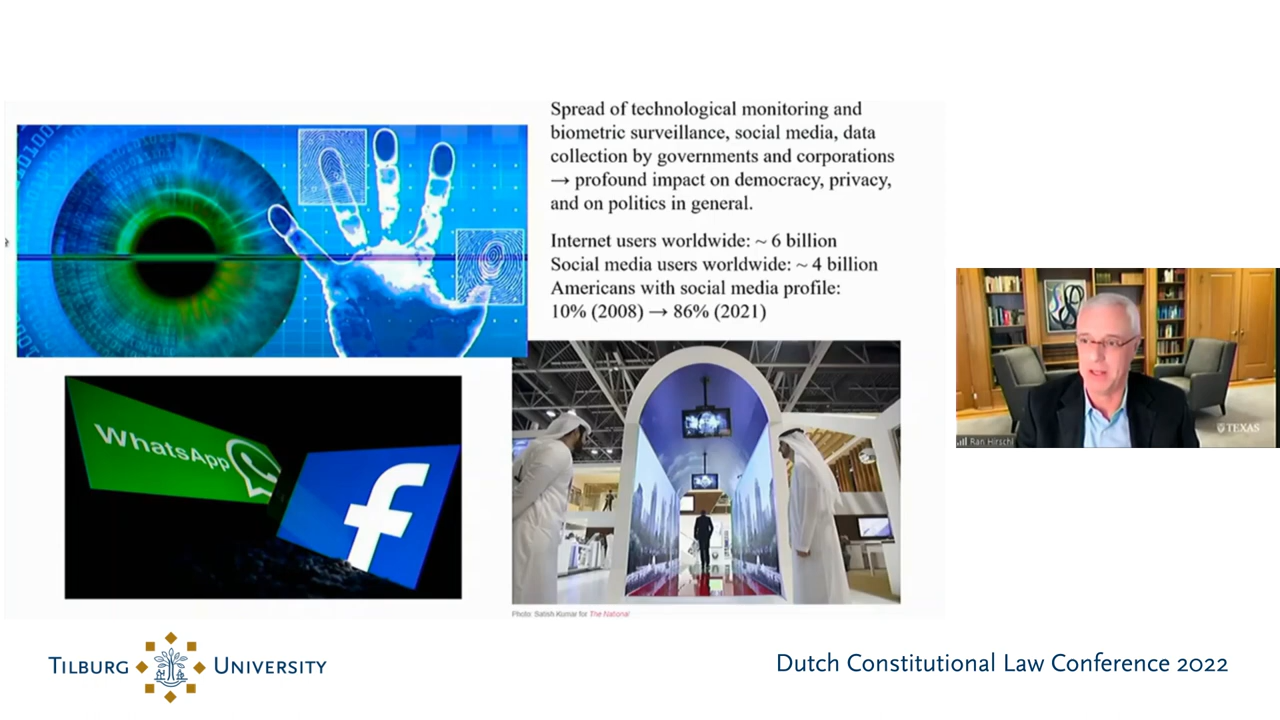 Spread of technological monitoring and
biometric surveillance, social media, data
collection by governments and corporations
→ profound impact on democracy, privacy,
and on politics in general.
Internet users worldwide: ~ 6 billion
Social media users worldwide: ~ 4 billion
Americans with social media profile:
10% (2008) → 86% (2021)
WhatsApp
f
Photo: Satish Kumar for The National
TEXAS
Ran Hirschl
TILBURG UNIVERSITY
Dutch Constitutional Law Conference 2022